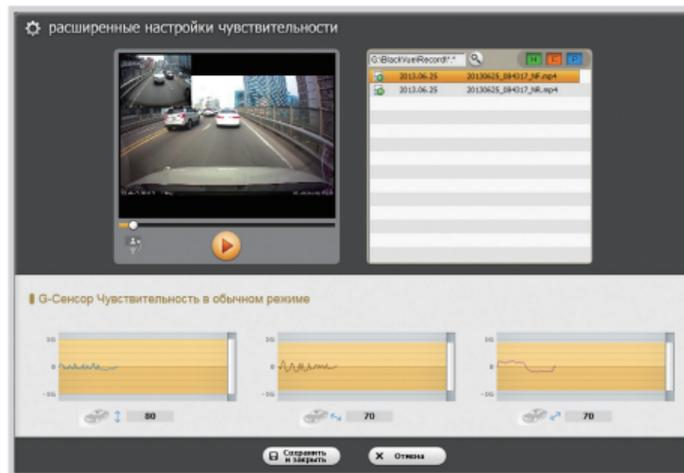 расширенные настройки чувствительности
G:\BlackVue\Record\*.*
N E P
2013.06.25 20130625_084317_NF.mp4
2013.06.25 20130625_084317_NR.mp4
G-Сенсор Чувствительность в обычном режиме
1G 1G 1G
0 0 0
-1G -1G -1G
80 70 70
Сохранить
и закрыть
X Отмена